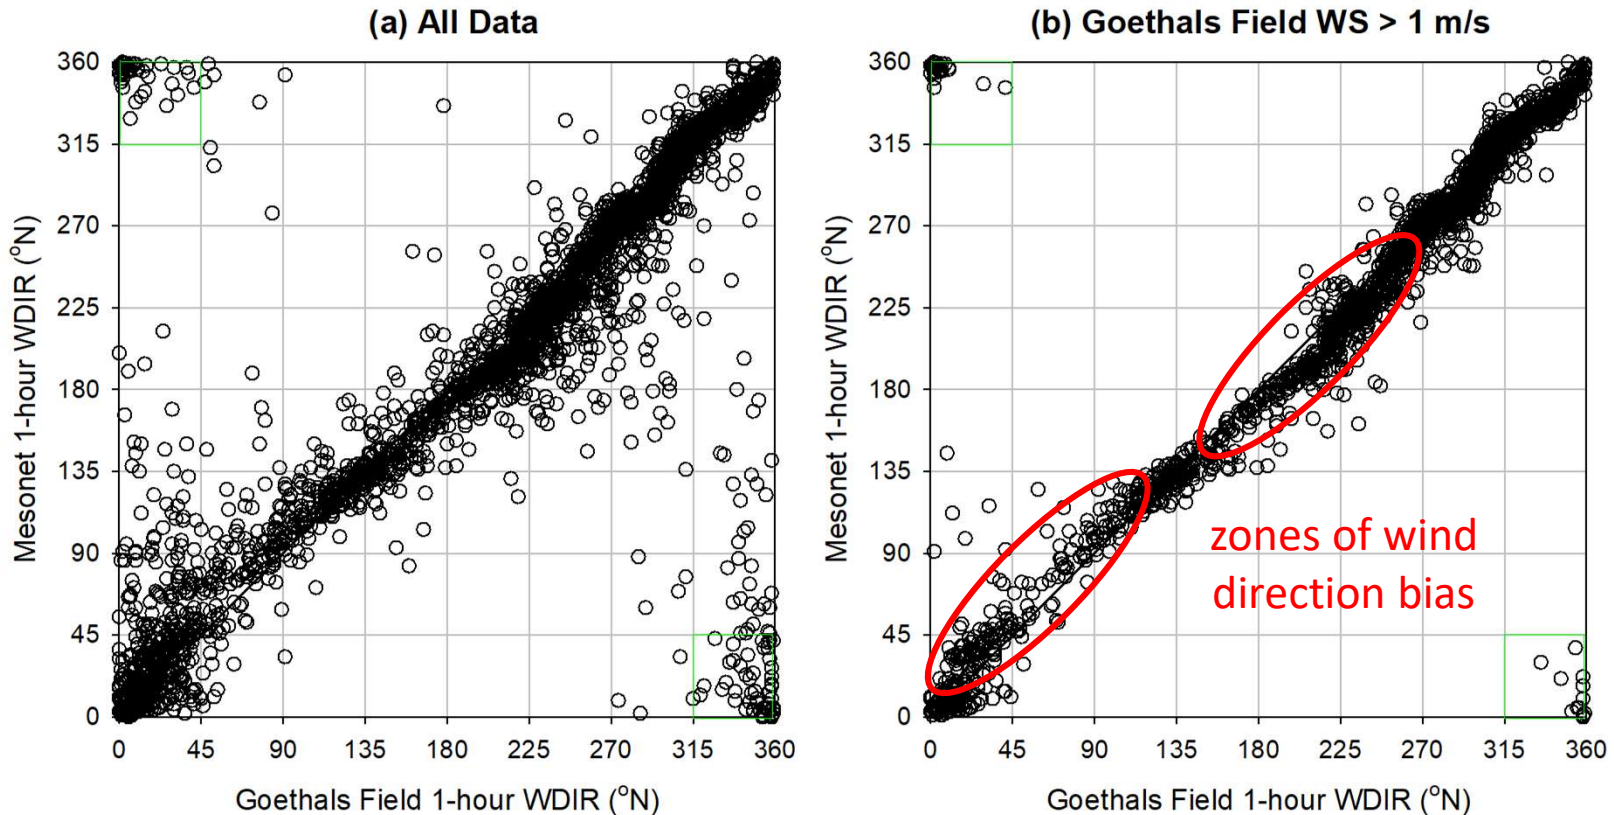 (a) All Data
360
315
270
225
180
135
90
45
0
0 45 90 135 180 225 270 315 360
Mesonet 1-hour WDIR (°N)
Goethals Field 1-hour WDIR (°N)
(b) Goethals Field WS > 1 m/s
360
315
270
225
180
135
90
45
0
0 45 90 135 180 225 270 315 360
Mesonet 1-hour WDIR (°N)
Goethals Field 1-hour WDIR (°N)
zones of wind
direction bias